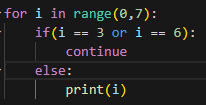 for i in range(0,7):
    if(i == 3 or i == 6):
        continue
    else:
        print(i)